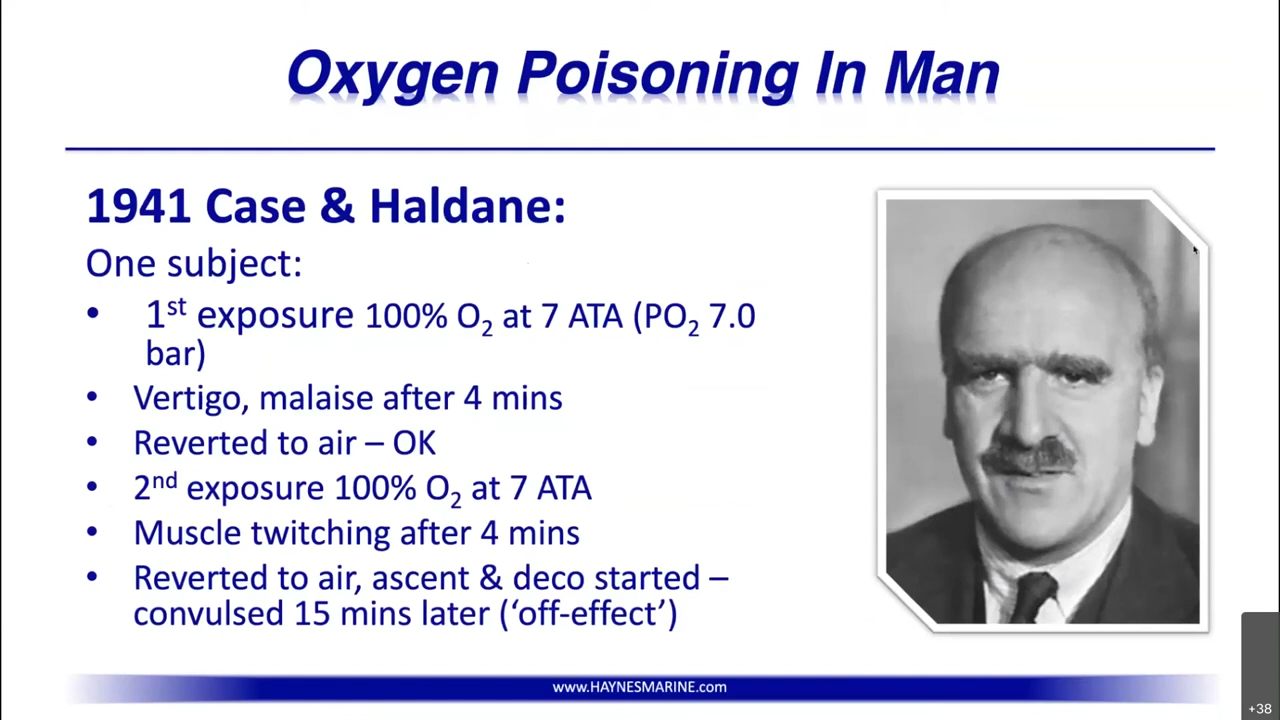 Oxygen Poisoning In Man
1941 Case & Haldane:
One subject:
• 1st exposure 100% O2 at 7 ATA (PO2 7.0
bar)
• Vertigo, malaise after 4 mins
• Reverted to air – OK
• 2nd exposure 100% O2 at 7 ATA
• Muscle twitching after 4 mins
• Reverted to air, ascent & deco started –
convulsed 15 mins later (‘off-effect’)
www.HAYNESMARINE.com
+38